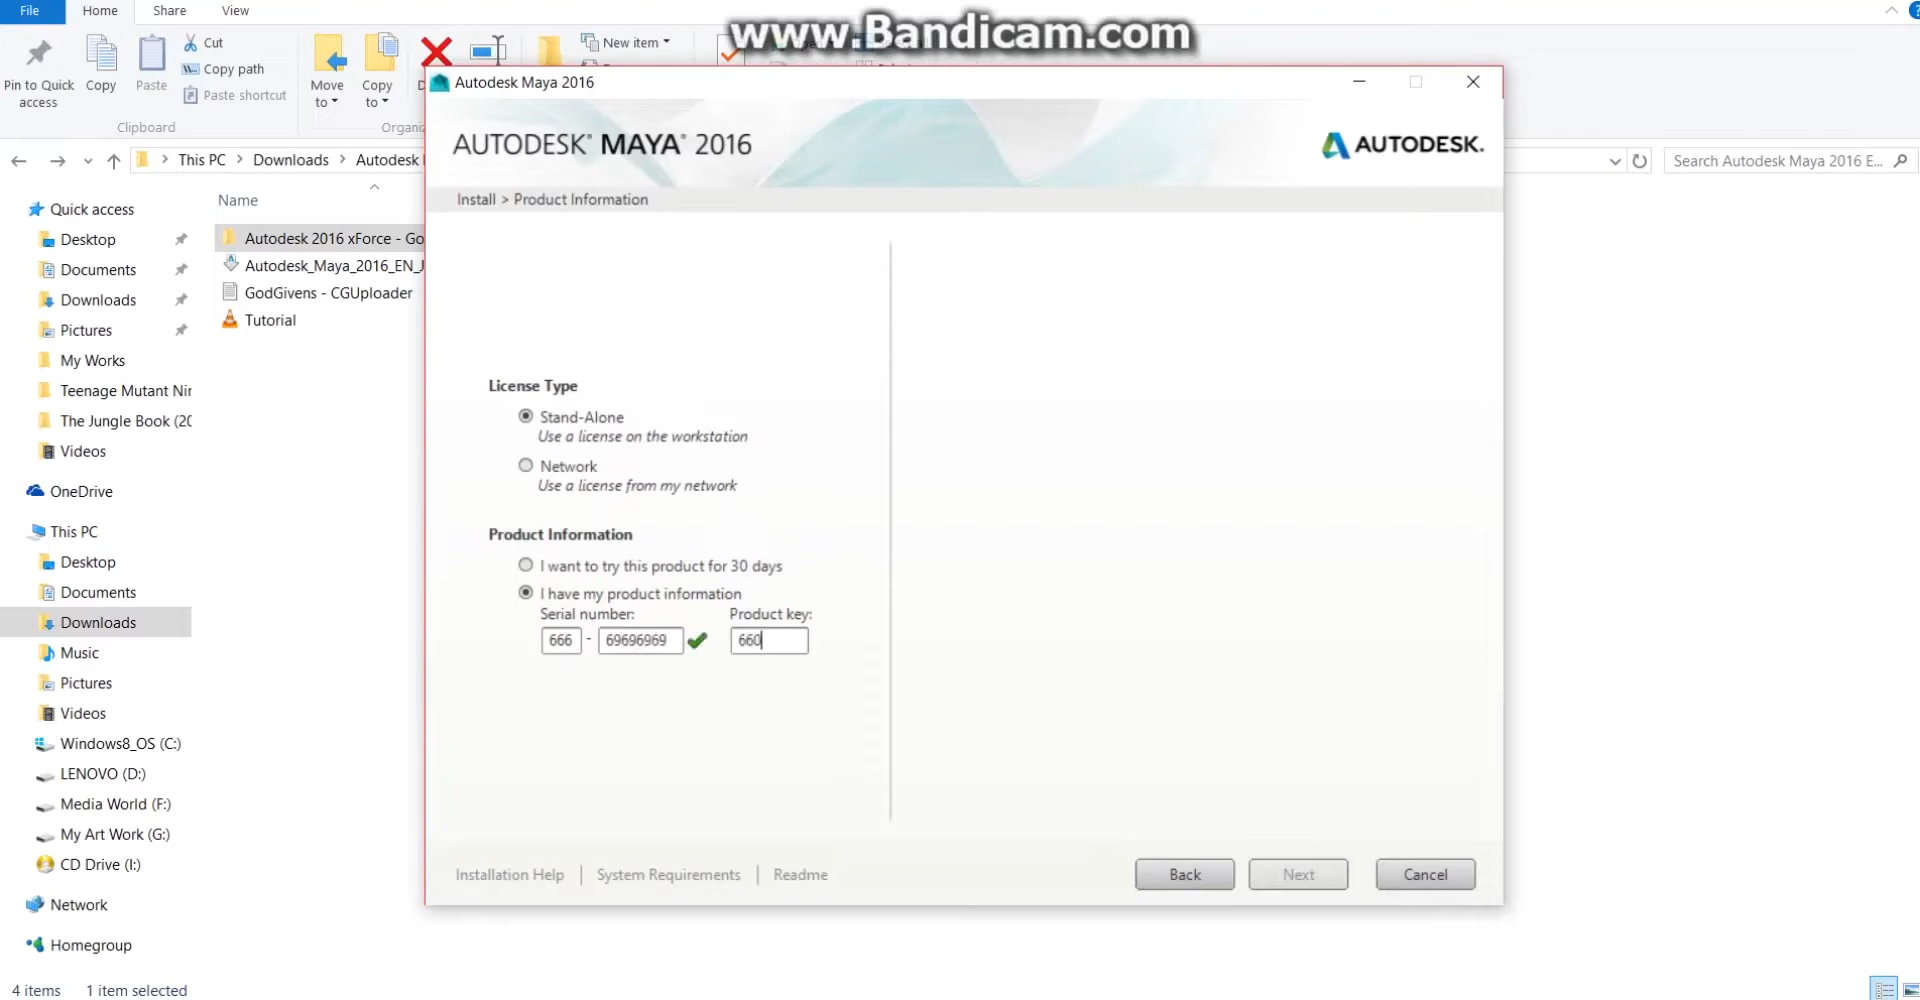 www.Bandicam.com
File
Home
Share
View
Pin to Quick access
Copy
Paste
Cut
Copy path
Paste shortcut
Clipboard
Move to
Copy to
New item
This PC
Downloads
Autodesk
Search Autodesk Maya 2016 E...
Quick access
Desktop
Documents
Downloads
Pictures
My Works
Teenage Mutant Nin
The Jungle Book (20
Videos
OneDrive
This PC
Desktop
Documents
Downloads
Music
Pictures
Videos
Windows8_OS (C:)
LENOVO (D:)
Media World (F:)
My Art Work (G:)
CD Drive (I:)
Network
Homegroup
Name
Autodesk 2016 xForce - Go
Autodesk_Maya_2016_EN_J
GodGivens - CGUploader
Tutorial
Autodesk Maya 2016
AUTODESK® MAYA® 2016
AUTODESK.
Install > Product Information
License Type
Stand-Alone
Use a license on the workstation
Network
Use a license from my network
Product Information
I want to try this product for 30 days
I have my product information
Serial number: Product key:
666 - 69696969 660
Installation Help | System Requirements | Readme
Back
Next
Cancel
4 items 1 item selected